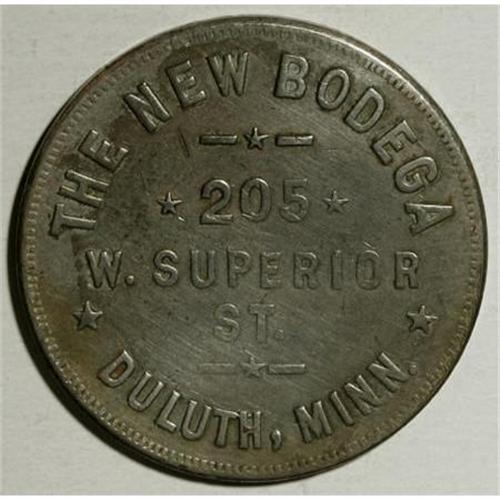 THE NEW BODEGA
205
W. SUPERIOR
ST.
DULUTH, MINN.